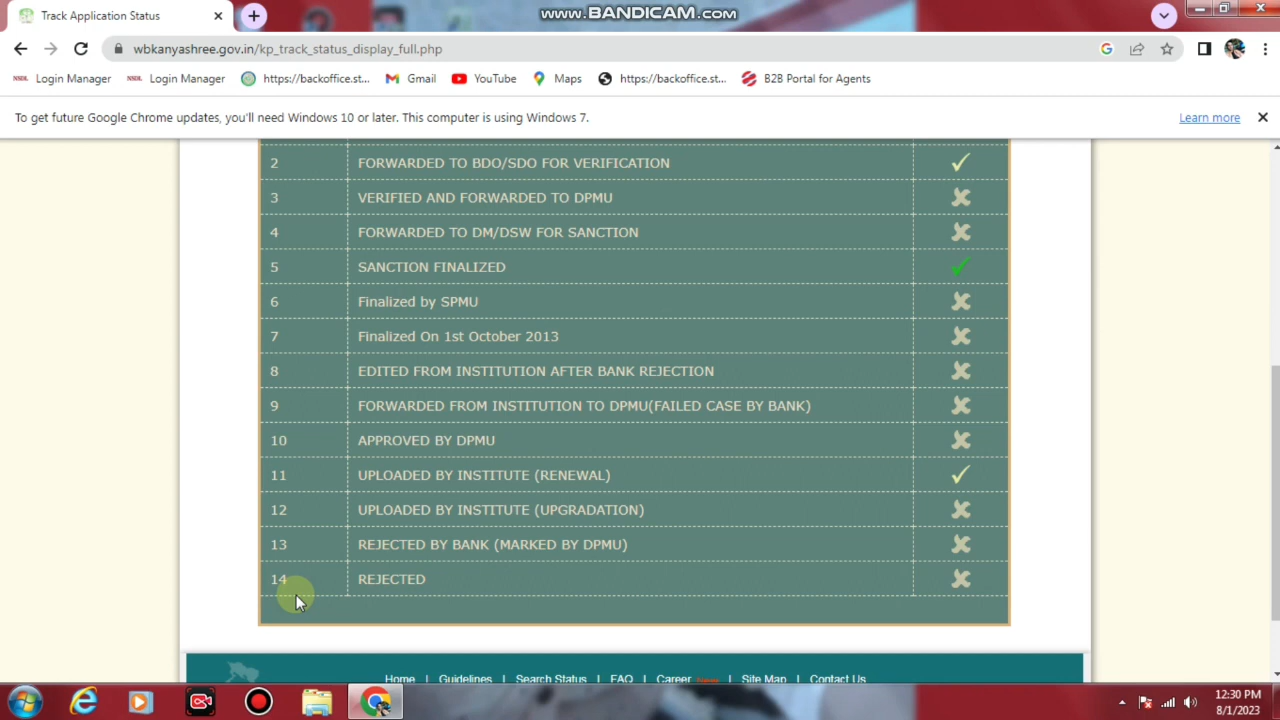 Track Application Status
www.BANDICAM.com
wbkanyashree.gov.in/kp_track_status_display_full.php
NSDL Login Manager NSDL Login Manager https://backoffice.st... Gmail YouTube Maps https://backoffice.st... B2B Portal for Agents
To get future Google Chrome updates, you'll need Windows 10 or later. This computer is using Windows 7. Learn more
2 FORWARDED TO BDO/SDO FOR VERIFICATION
3 VERIFIED AND FORWARDED TO DPMU
4 FORWARDED TO DM/DSW FOR SANCTION
5 SANCTION FINALIZED
6 Finalized by SPMU
7 Finalized On 1st October 2013
8 EDITED FROM INSTITUTION AFTER BANK REJECTION
9 FORWARDED FROM INSTITUTION TO DPMU(FAILED CASE BY BANK)
10 APPROVED BY DPMU
11 UPLOADED BY INSTITUTE (RENEWAL)
12 UPLOADED BY INSTITUTE (UPGRADATION)
13 REJECTED BY BANK (MARKED BY DPMU)
14 REJECTED
Home | Guidelines | Search Status | FAQ | Career New | Site Map | Contact Us
12:30 PM
8/1/2023